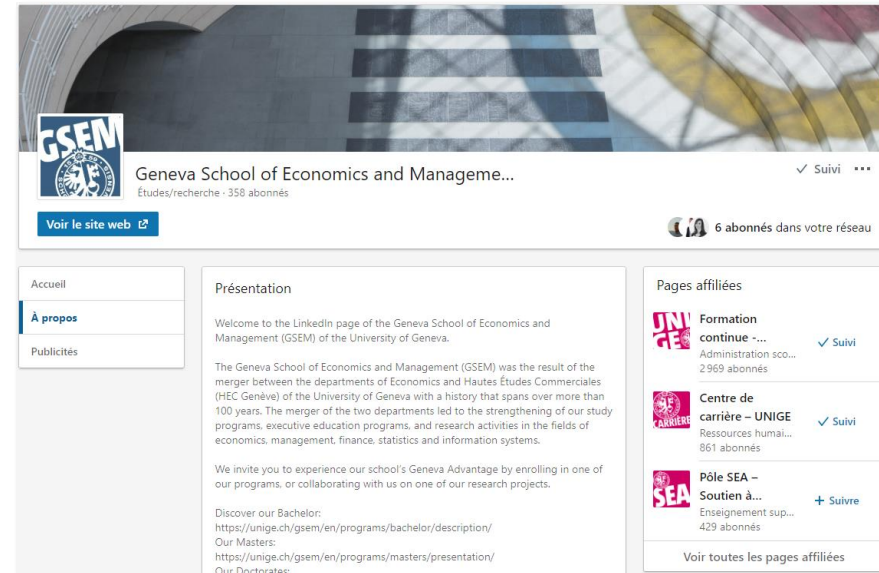 GSEM
Geneva School of Economics and Manageme...
Études/recherche · 358 abonnés
✓ Suivi ...
Voir le site web
6 abonnés dans votre réseau
Accueil
À propos
Publicités
Présentation
Welcome to the LinkedIn page of the Geneva School of Economics and
Management (GSEM) of the University of Geneva.
The Geneva School of Economics and Management (GSEM) was the result of the
merger between the departments of Economics and Hautes Études Commerciales
(HEC Genève) of the University of Geneva with a history that spans over more than
100 years. The merger of the two departments led to the strengthening of our study
programs, executive education programs, and research activities in the fields of
economics, management, finance, statistics and information systems.
We invite you to experience our school's Geneva Advantage by enrolling in one of
our programs, or collaborating with us on one of our research projects.
Discover our Bachelor:
https://unige.ch/gsem/en/programs/bachelor/description/
Our Masters:
https://unige.ch/gsem/en/programs/masters/presentation/
Our Doctorates:
Pages affiliées
UNI
GE
Formation
continue -...
Administration sco...
2 969 abonnés
✓ Suivi
CARRIÈRE
Centre de
carrière – UNIGE
Ressources humai...
861 abonnés
✓ Suivi
SEA
Pôle SEA –
Soutien à...
Enseignement sup...
429 abonnés
+ Suivre
Voir toutes les pages affiliées